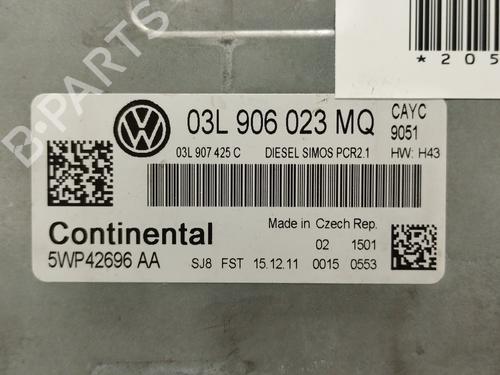 B-PARTS
*205
03L 906 023 MQ
CAYC
9051
03L 907 425 C DIESEL SIMOS PCR2.1 HW: H43
Continental
5WP42696 AA
Made in Czech Rep.
02 1501
SJ8 FST 15.12.11 0015 0553